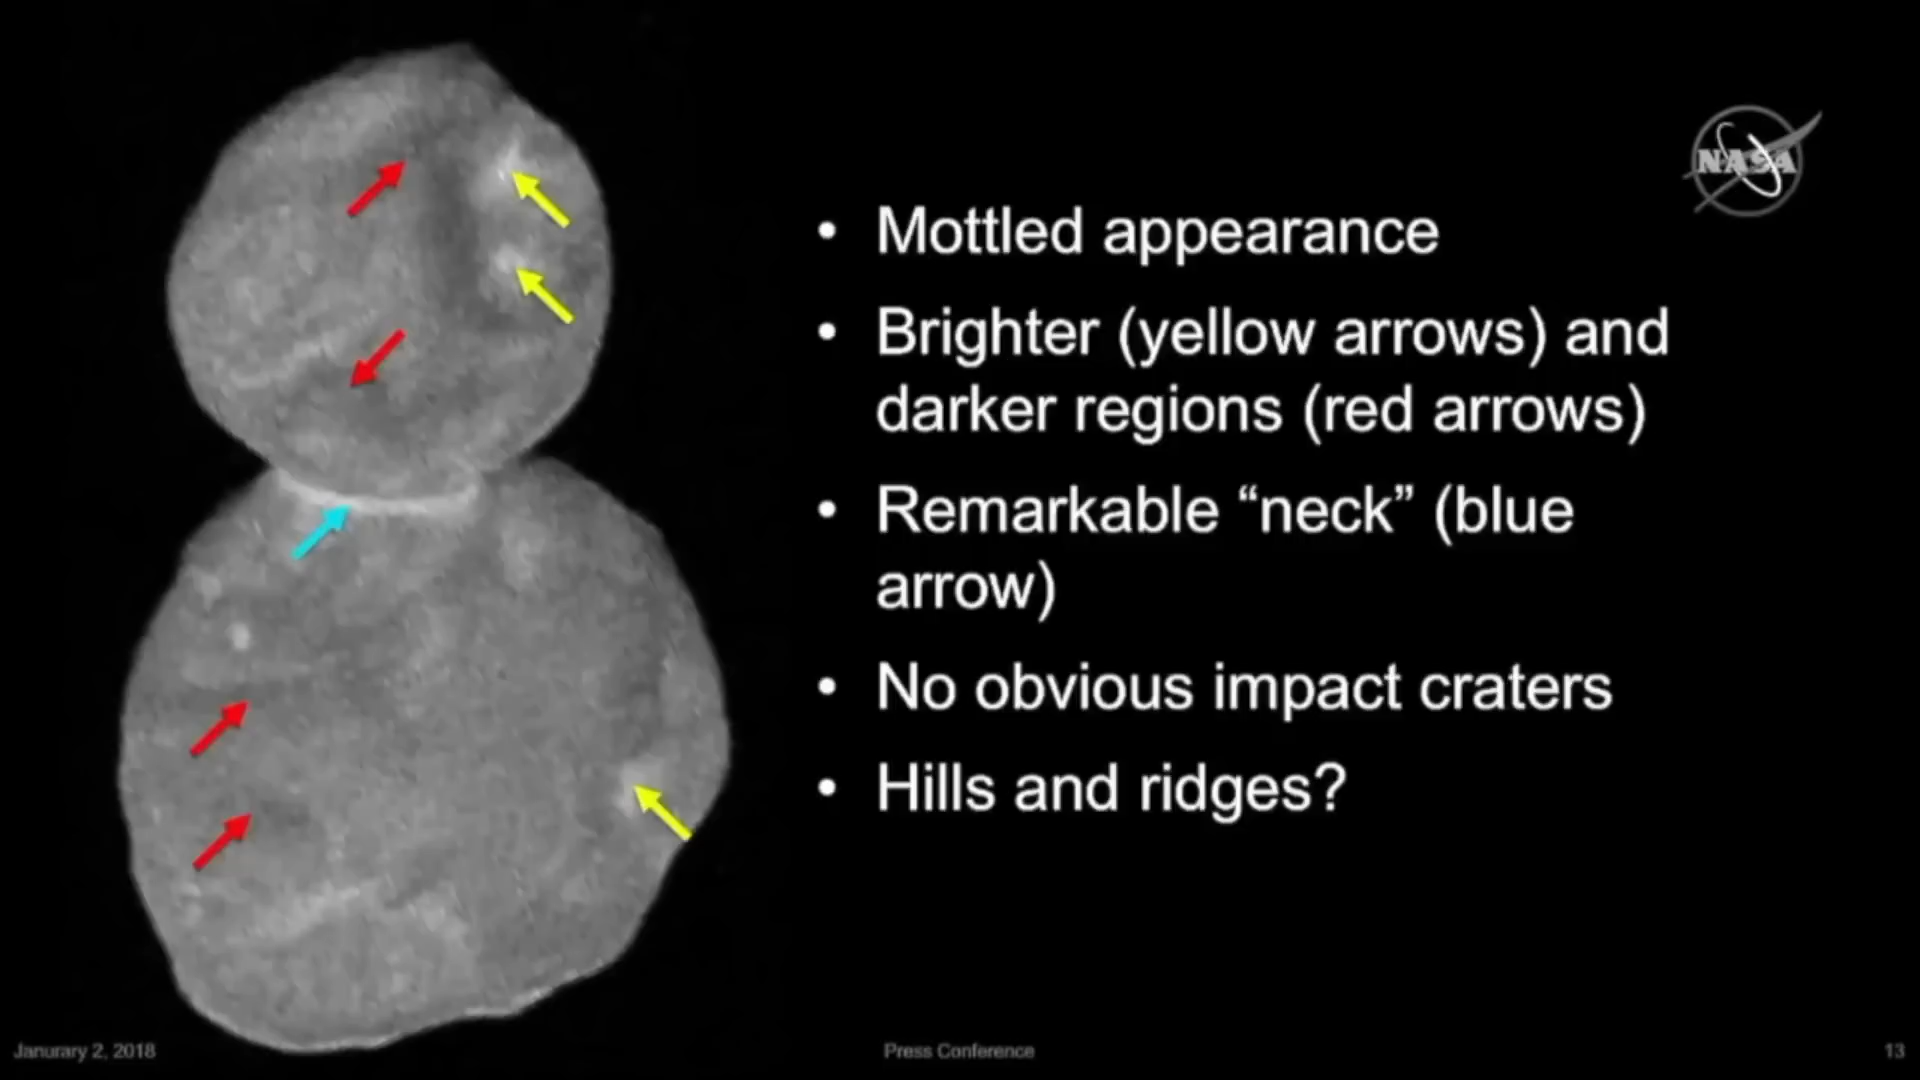 NASA
• Mottled appearance
• Brighter (yellow arrows) and
darker regions (red arrows)
• Remarkable “neck” (blue
arrow)
• No obvious impact craters
• Hills and ridges?
Janurary 2, 2018
Press Conference
13